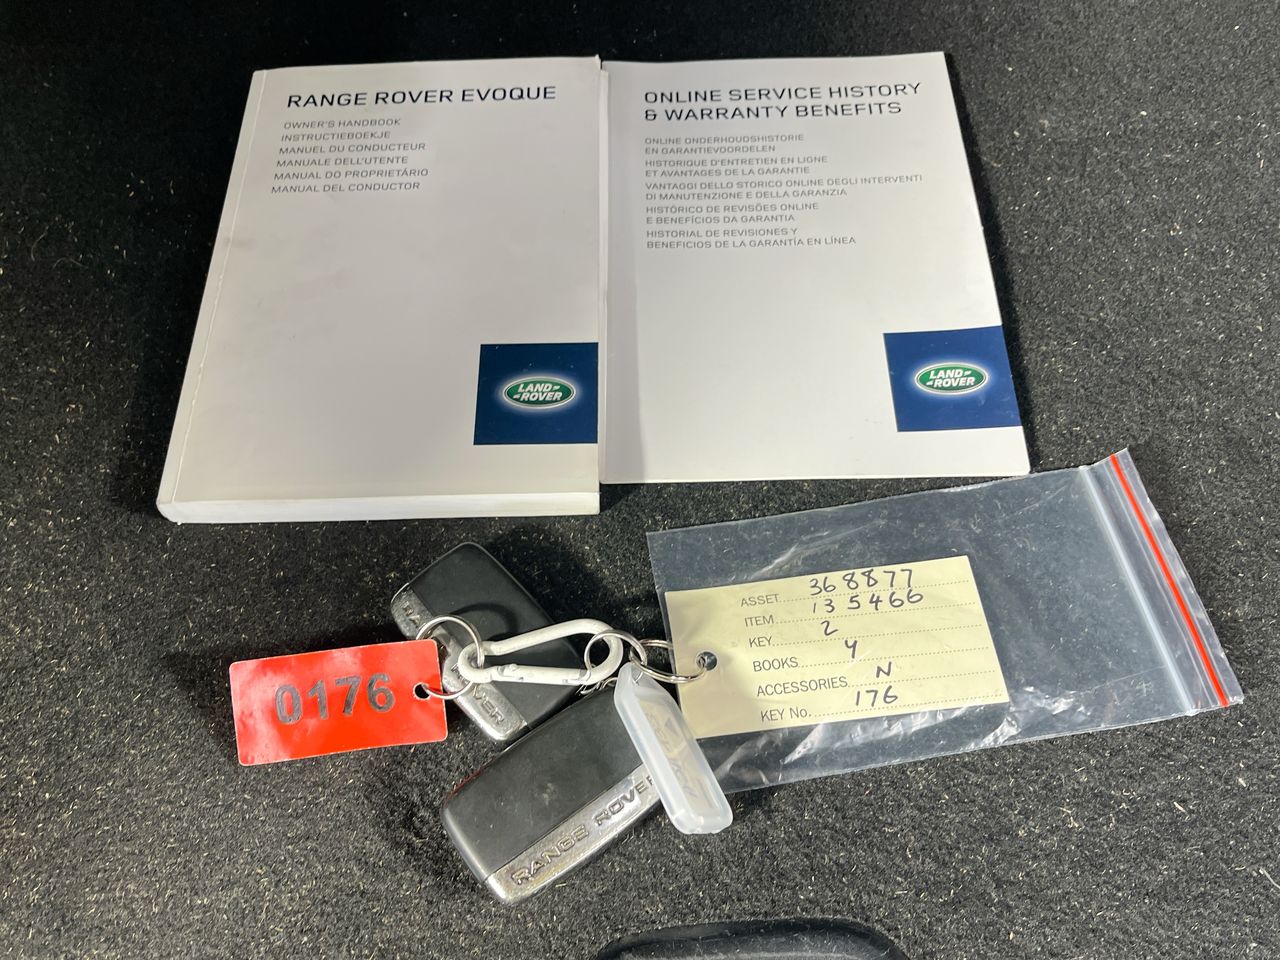 RANGE ROVER EVOQUE
OWNER'S HANDBOOK
INSTRUCTIEBOEKJE
MANUEL DU CONDUCTEUR
MANUALE DELL'UTENTE
MANUAL DO PROPRIETÁRIO
MANUAL DEL CONDUCTOR
LAND-
-ROVER
ONLINE SERVICE HISTORY
& WARRANTY BENEFITS
ONLINE ONDERHOUDSHISTORIE
EN GARANTIEVOORDELEN
HISTORIQUE D'ENTRETIEN EN LIGNE
ET AVANTAGES DE LA GARANTIE
VANTAGGI DELLO STORICO ONLINE DEGLI INTERVENTI
DI MANUTENZIONE E DELLA GARANZIA
HISTÓRICO DE REVISÕES ONLINE
E BENEFÍCIOS DA GARANTIA
HISTORIAL DE REVISIONES Y
BENEFICIOS DE LA GARANTÍA EN LÍNEA
LAND-
-ROVER
0176
ROVER
RANGE ROVER
ASSET 368877
ITEM 135466
KEY 2
BOOKS Y
ACCESSORIES N
KEY No. 176